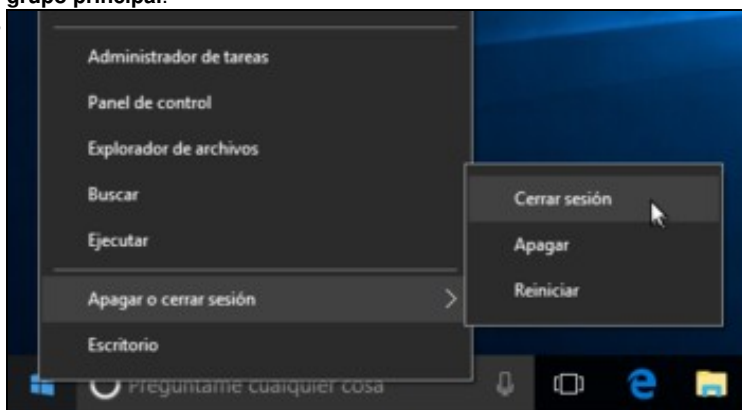 grupo principal.
Administrador de tareas
Panel de control
Explorador de archivos
Buscar
Ejecutar
Apagar o cerrar sesión
Escritorio
Cerrar sesión
Apagar
Reiniciar
Pregúntame cualquier cosa